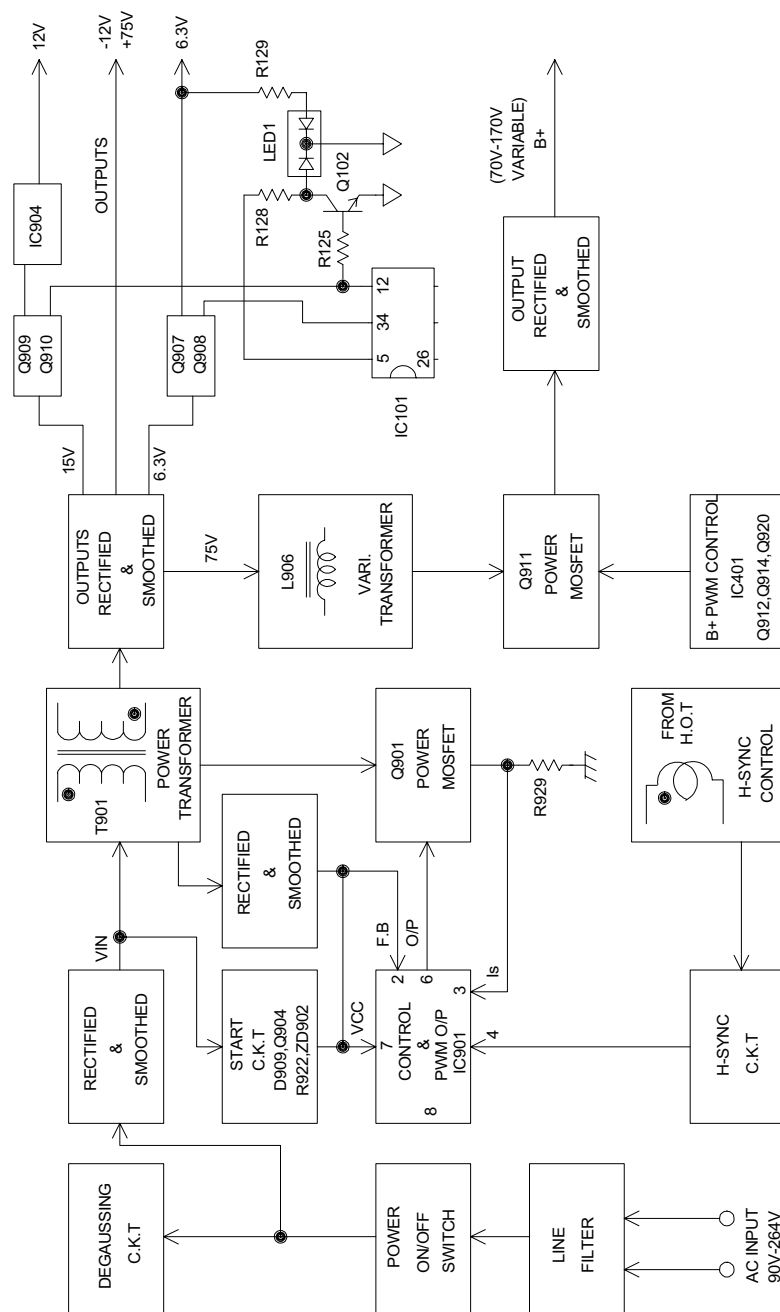 DEGAUSSING
C.K.T
POWER
ON/OFF
SWITCH
LINE
FILTER
AC INPUT
90V-264V
RECTIFIED
&
SMOOTHED
VIN
START
C.K.T
D909,Q904
R922,ZD902
VCC
7
CONTROL
&
PWM O/P
IC901
8
2
6
3
4
F.B
O/P
Is
H-SYNC
C.K.T
T901
POWER
TRANSFORMER
RECTIFIED
&
SMOOTHED
Q901
POWER
MOSFET
R929
FROM
H.O.T
H-SYNC
CONTROL
OUTPUTS
RECTIFIED
&
SMOOTHED
15V
6.3V
75V
L906
VARI.
TRANSFORMER
Q911
POWER
MOSFET
B+ PWM CONTROL
IC401
Q912,Q914,Q920
Q909
Q910
IC904
12V
OUTPUTS
-12V
+75V
Q907
Q908
6.3V
R129
LED1
R128
Q102
R125
5
34
12
26
IC101
OUTPUT
RECTIFIED
&
SMOOTHED
(70V-170V
VARIABLE)
B+